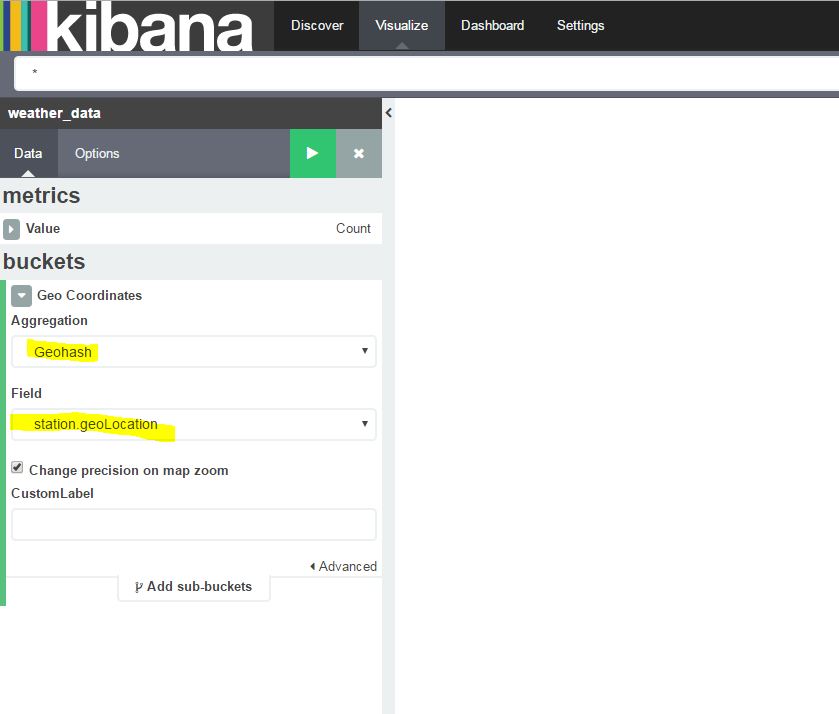 kibana
Discover Visualize Dashboard Settings
*
weather_data
Data Options
metrics
Value Count
buckets
Geo Coordinates
Aggregation
Geohash
Field
station.geoLocation
Change precision on map zoom
CustomLabel
Advanced
Add sub-buckets